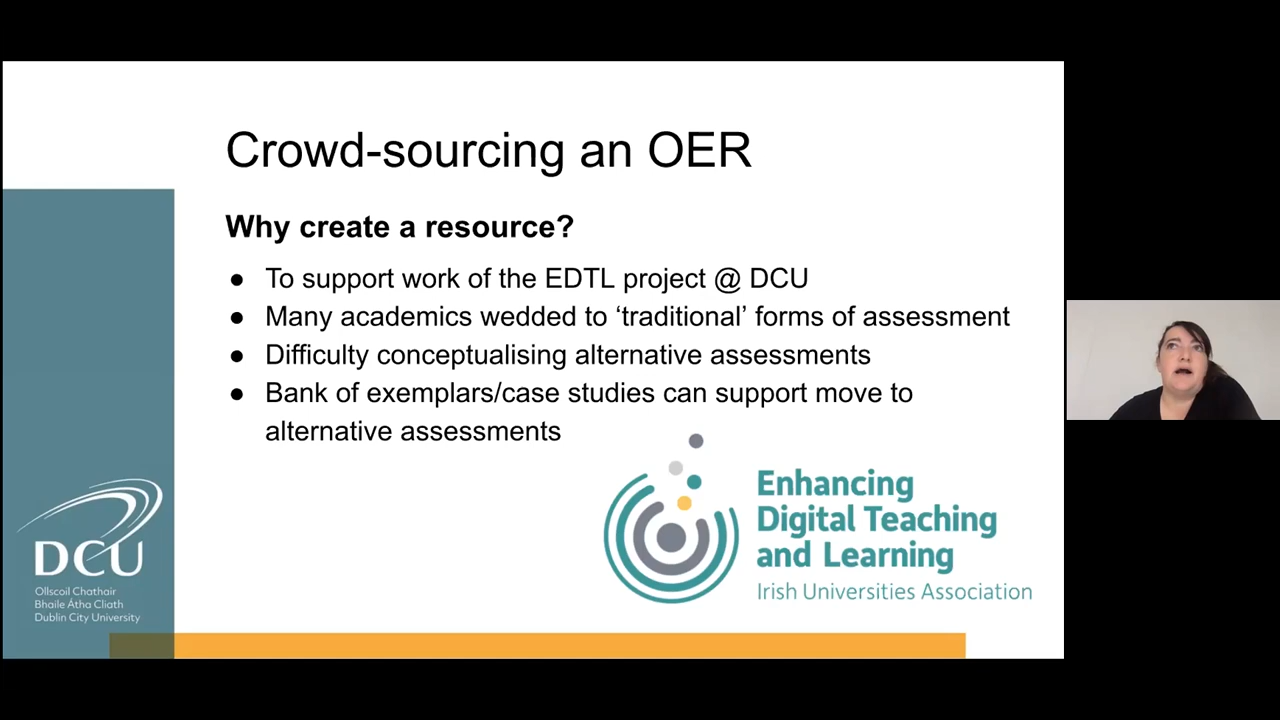 Crowd-sourcing an OER
Why create a resource?
● To support work of the EDTL project @ DCU
● Many academics wedded to ‘traditional’ forms of assessment
● Difficulty conceptualising alternative assessments
● Bank of exemplars/case studies can support move to
alternative assessments
Enhancing
Digital Teaching
and Learning
Irish Universities Association
DCU
Ollscoil Chathair
Bhaile Átha Cliath
Dublin City University